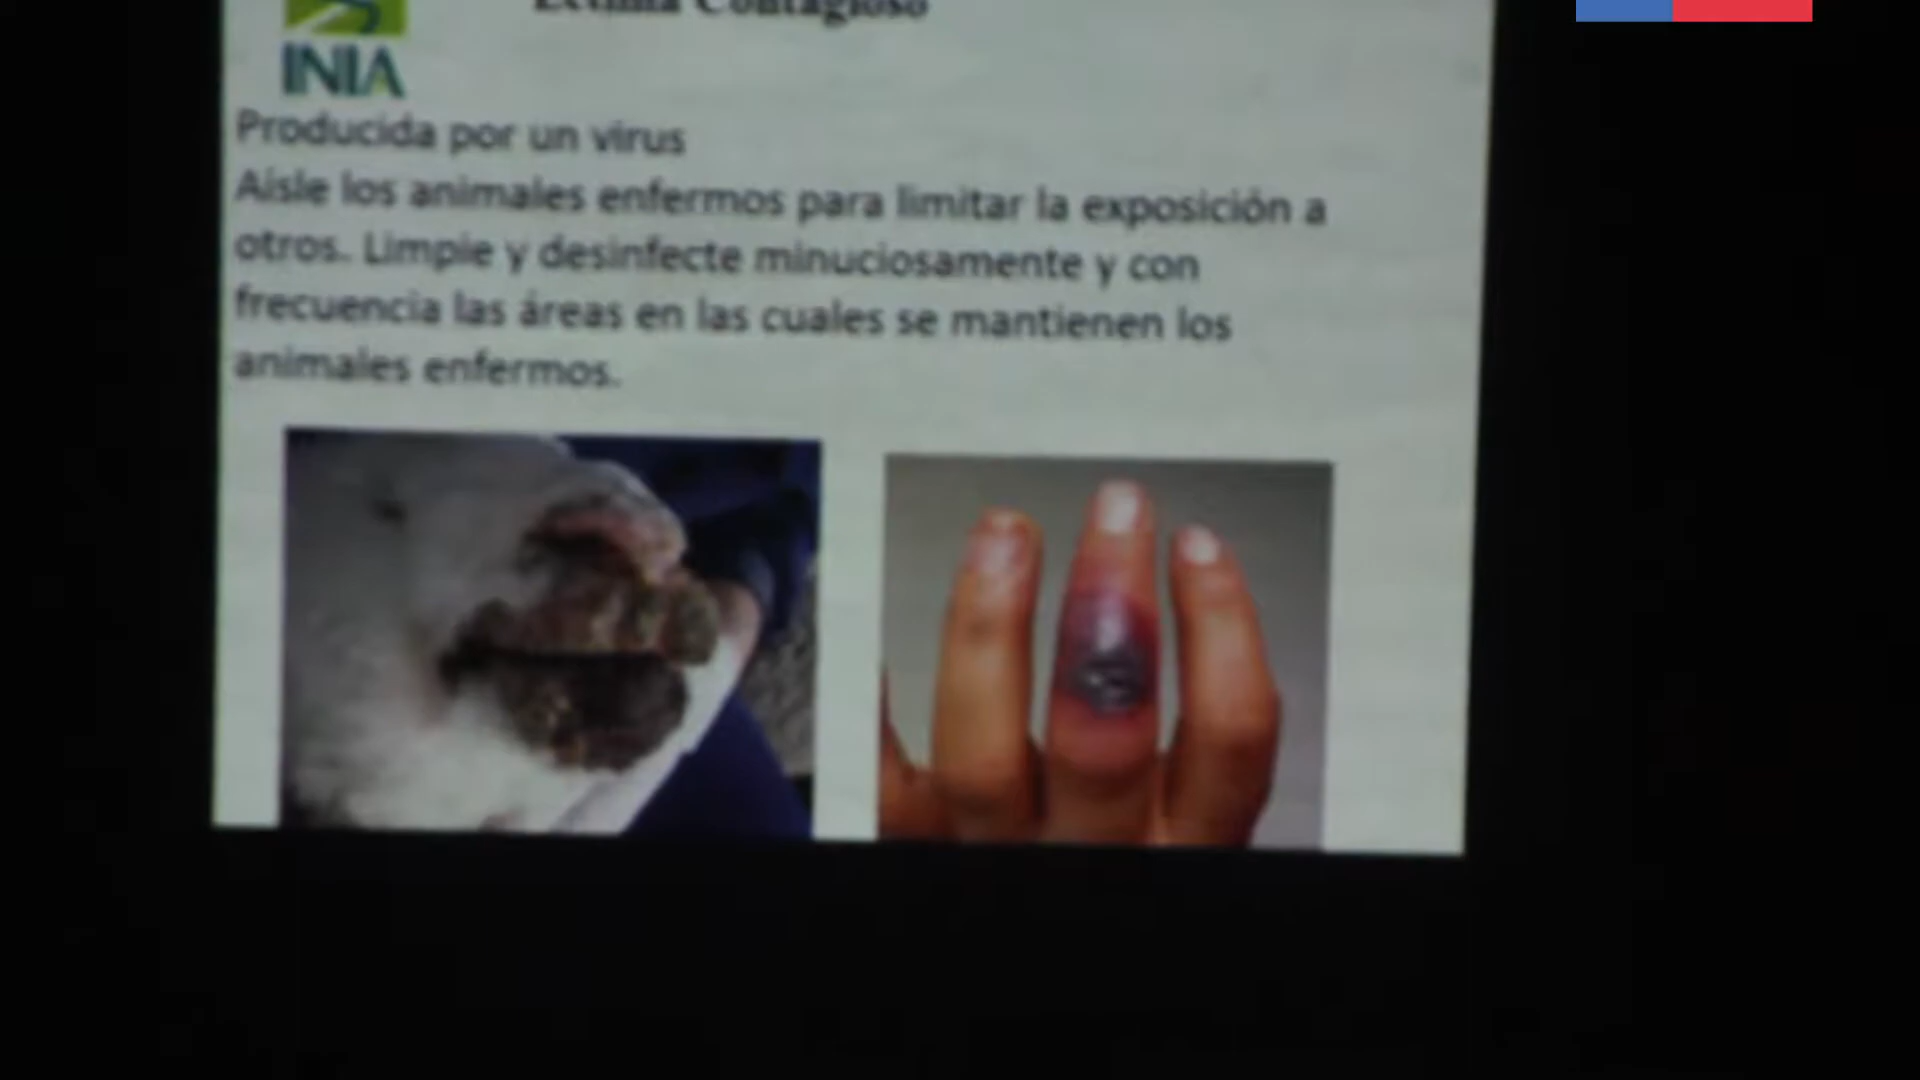 Ectima Contagioso
INIA
Producida por un virus
Aisle los animales enfermos para limitar la exposición a
otros. Limpie y desinfecte minuciosamente y con
frecuencia las áreas en las cuales se mantienen los
animales enfermos.